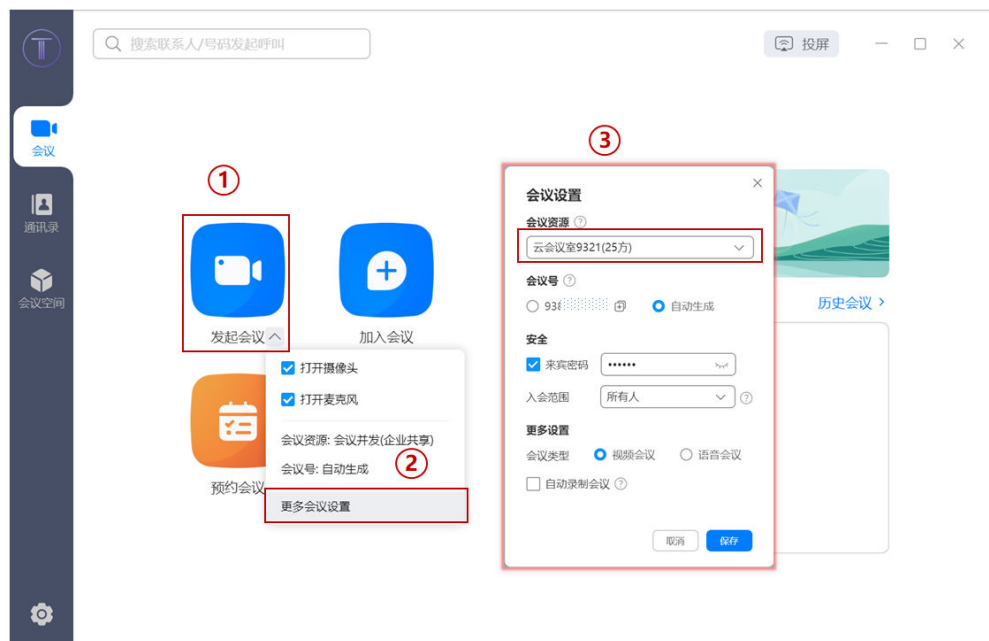 搜索联系人/号码发起呼叫
投屏
会议
通讯录
会议空间
①
发起会议
加入会议
预约会议
打开摄像头
打开麦克风
会议资源: 会议并发(企业共享)
会议号: 自动生成
②
更多会议设置
③
会议设置
会议资源
云会议室9321(25方)
会议号
自动生成
安全
来宾密码 ••••••
入会范围 所有人
更多设置
会议类型 视频会议 语音会议
自动录制会议
取消 保存
历史会议